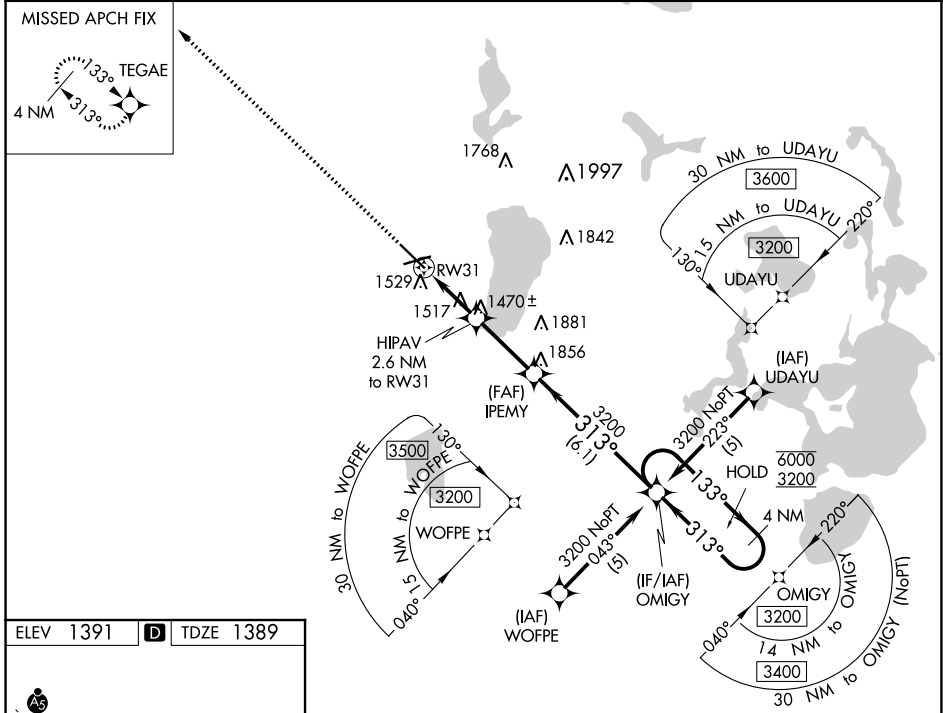 MISSED APCH FIX
133°
TEGAE
4 NM
313°
1768
1997
1842
30 NM to UDAYU
3600
15 NM to UDAYU
220°
3200
130°
UDAYU
RW31
1529
1517
1470 ±
1881
HIPAV
2.6 NM
to RW31
1856
(FAF)
IPEMY
(IAF)
UDAYU
3200
313°
(6.1)
3200 NoPT
223°
(5)
HOLD
6000
3200
133°
4 NM
313°
30 NM to WOFPE
3500
130°
15 NM to WOFPE
3200
WOFPE
040°
3200 NoPT
043°
(5)
(IF/IAF)
OMIGY
(IAF)
WOFPE
220°
OMIGY
040°
3200
14 NM to OMIGY
3400
30 NM to OMIGY (NoPT)
ELEV 1391 D TDZE 1389
A5